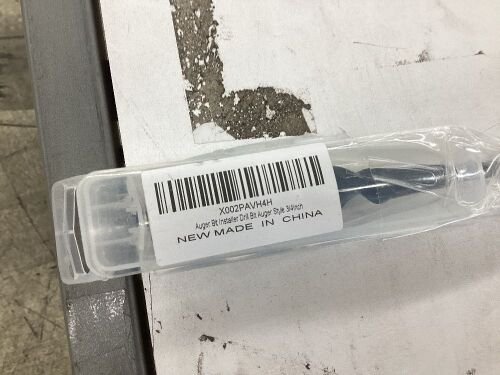 X002PAVH4H
Auger Bit Installer Drill Bit Auger Style 3/4Inch
NEW MADE IN CHINA